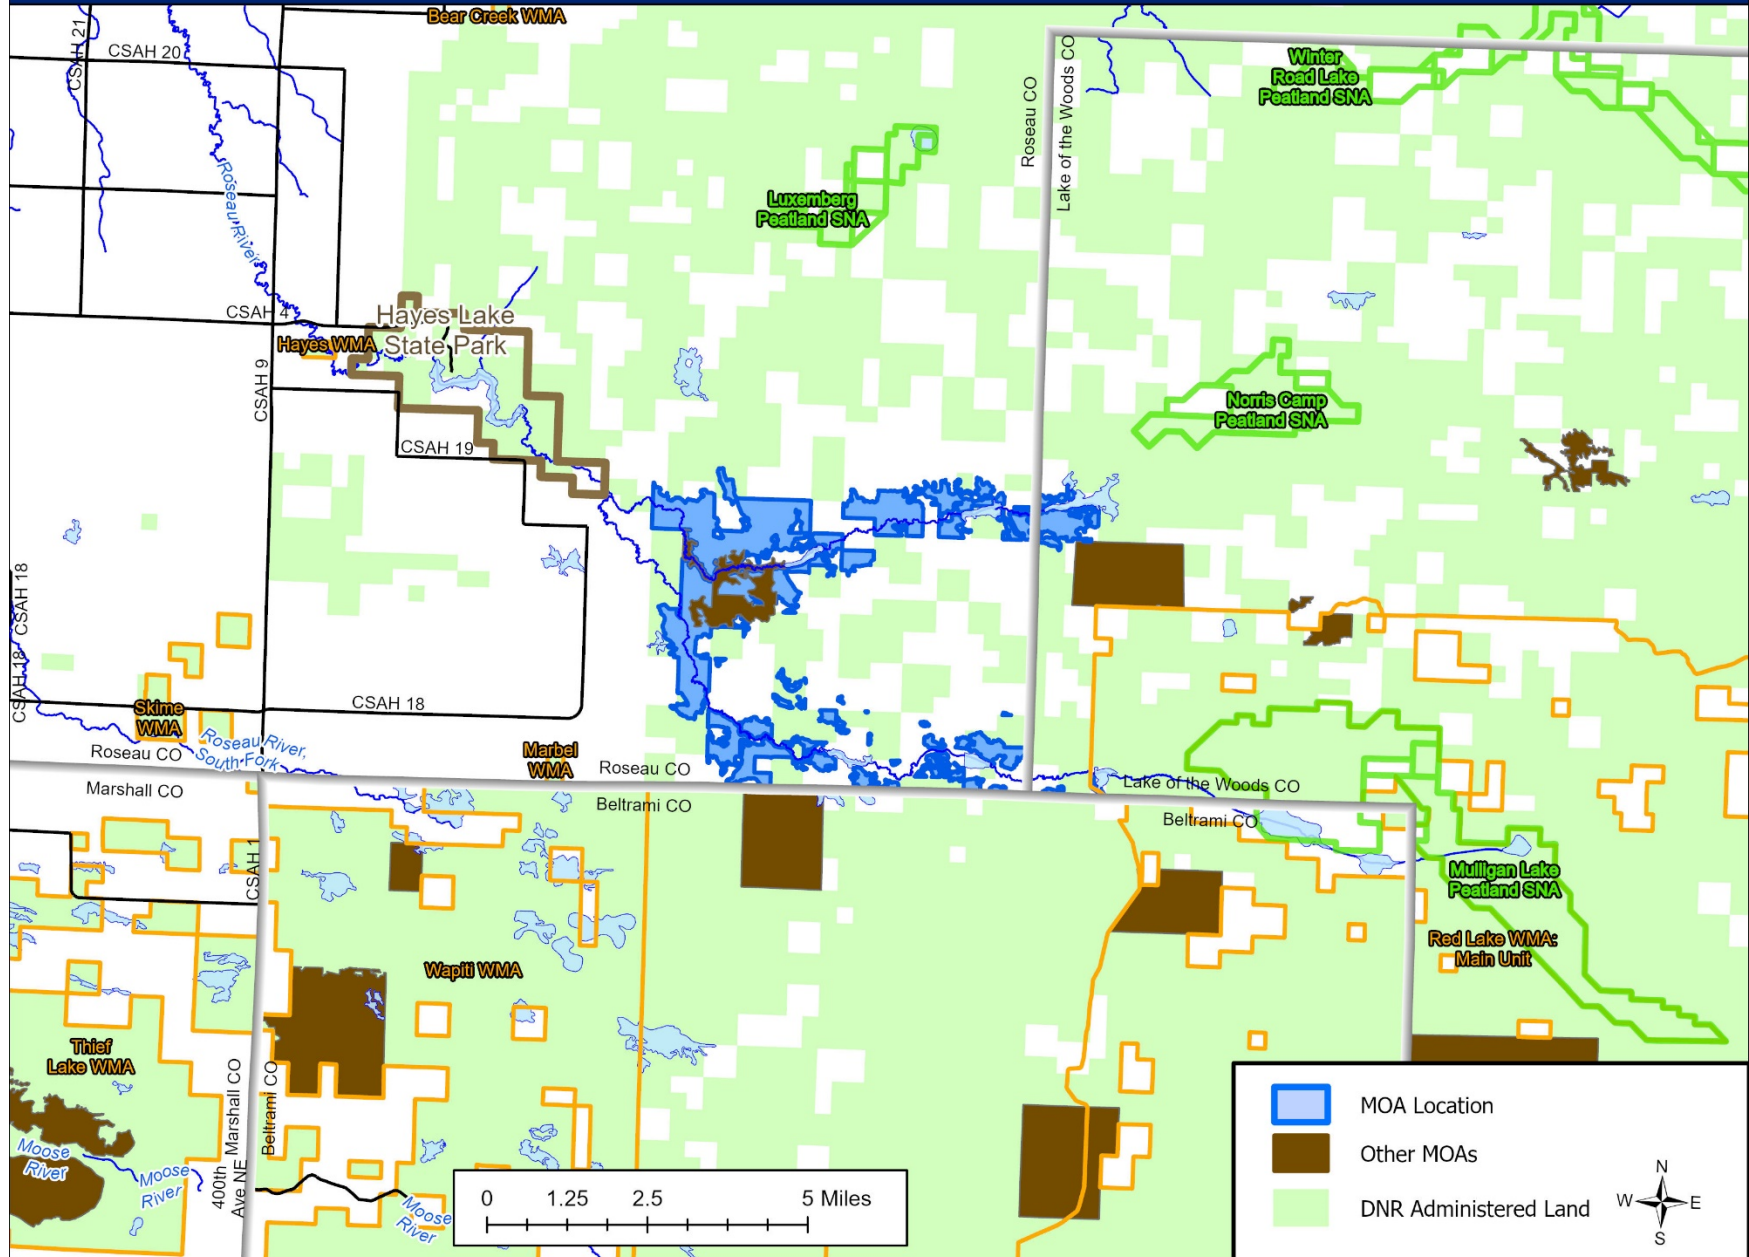 Bear Creek WMA
CSAH 21
CSAH 20
Roseau River
Roseau CO
Lake of the Woods CO
Winter
Road Lake
Peatland SNA
Luxemberg
Peatland SNA
CSAH 4
Hayes WMA
Hayes Lake
State Park
CSAH 9
CSAH 19
Norris Camp
Peatland SNA
CSAH 18
CSAH 18
CSAH 18
Skime
WMA
Roseau River,
South Fork
Marbel
WMA
Roseau CO
Roseau CO
Marshall CO
Beltrami CO
Lake of the Woods CO
Beltrami CO
CSAH 1
Mulligan Lake
Peatland SNA
Red Lake WMA:
Main Unit
Wapiti WMA
Thief
Lake WMA
Marshall CO
Beltrami CO
400th
Ave NE
Moose
River
Moose
River
Moose
River
0 1.25 2.5 5 Miles
MOA Location
Other MOAs
DNR Administered Land
N
W E
S